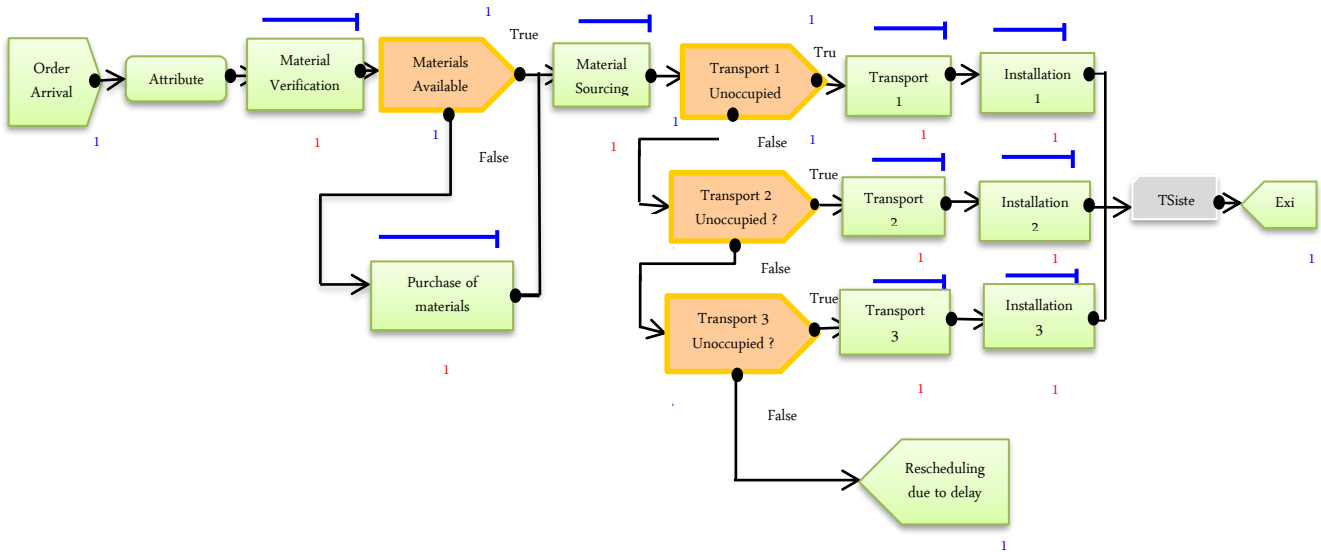 Order
Arrival
1
Attribute
Material
Verification
1
Materials
Available
1
1
True
False
Purchase of
materials
1
Material
Sourcing
1
1
Transport 1
Unoccupied
1
1
Tru
False
Transport
1
1
Installation
1
1
Transport 2
Unoccupied ?
True
False
Transport
2
1
Installation
2
1
Transport 3
Unoccupied ?
True
False
Transport
3
1
Installation
3
1
TSiste
Exi
1
Rescheduling
due to delay
1